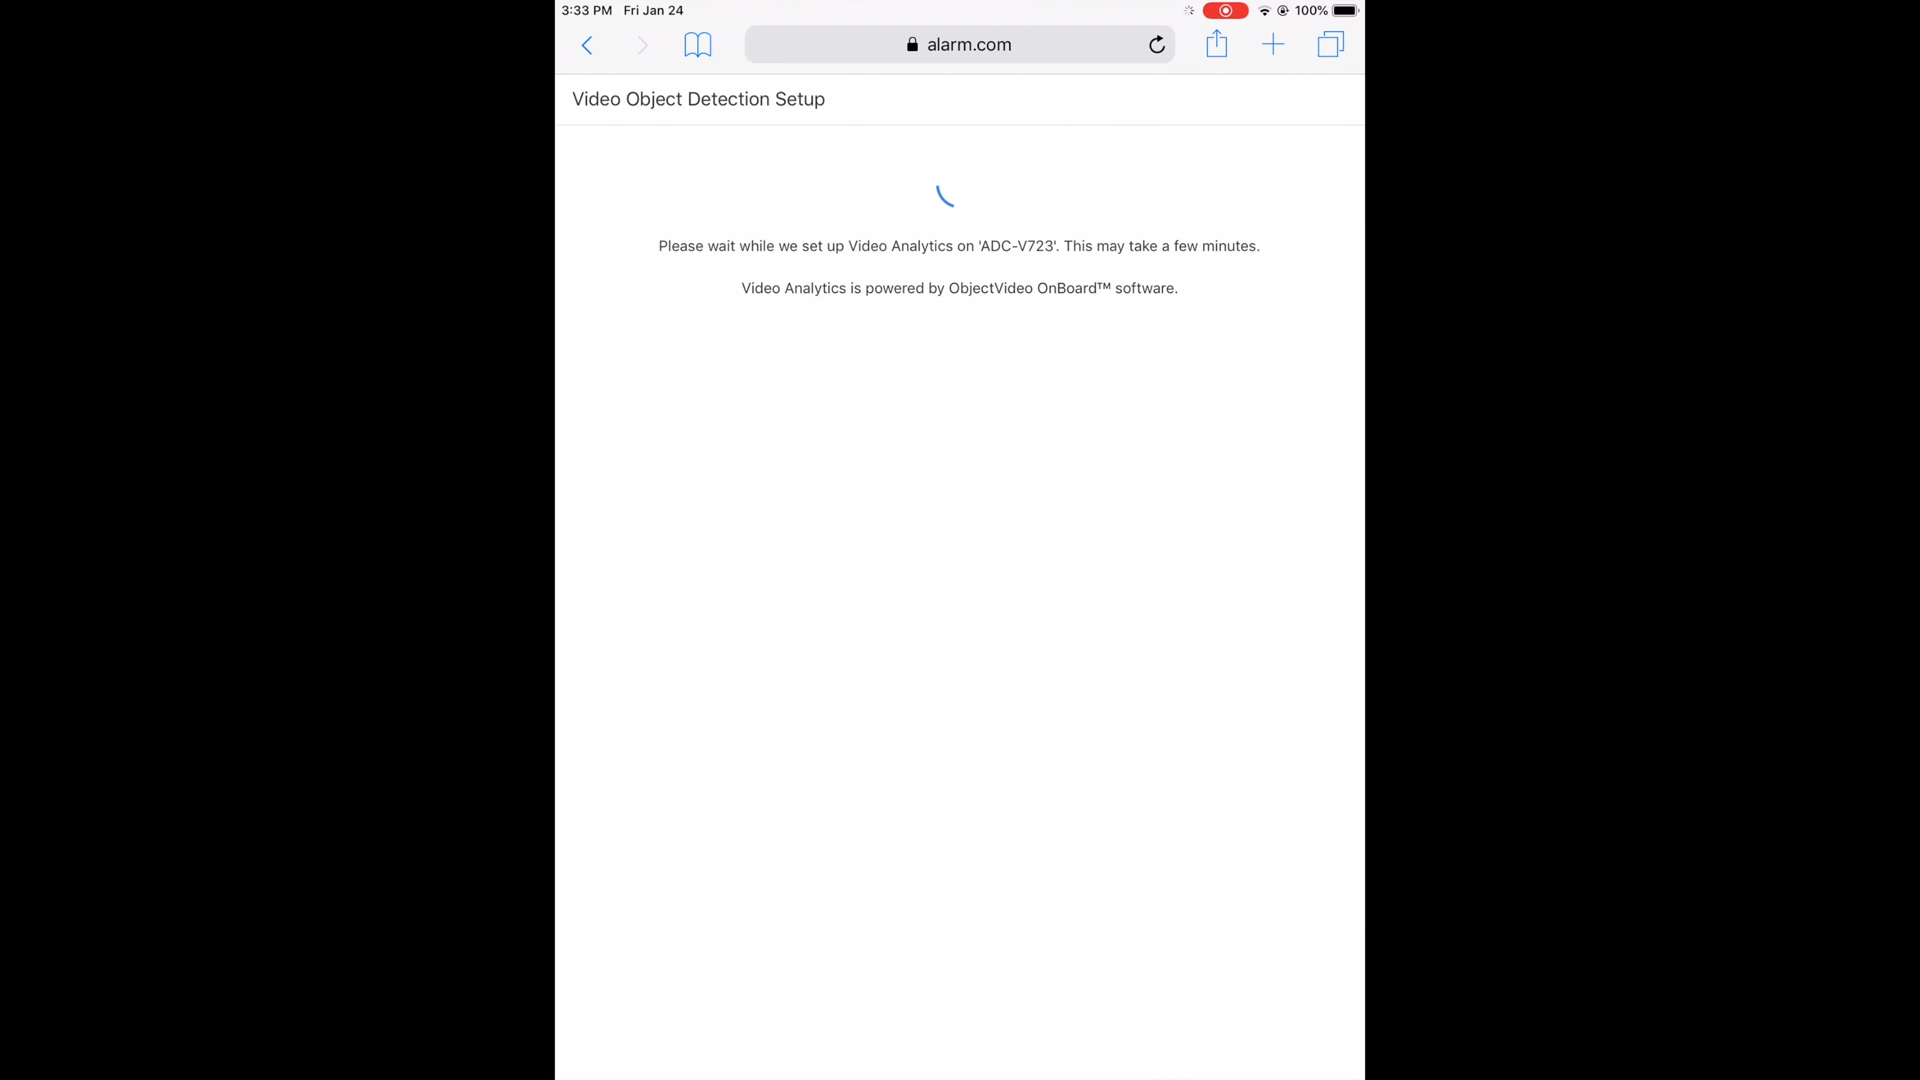 3:33 PM Fri Jan 24
100%
alarm.com
Video Object Detection Setup
Please wait while we set up Video Analytics on 'ADC-V723'. This may take a few minutes.
Video Analytics is powered by ObjectVideo OnBoard™ software.